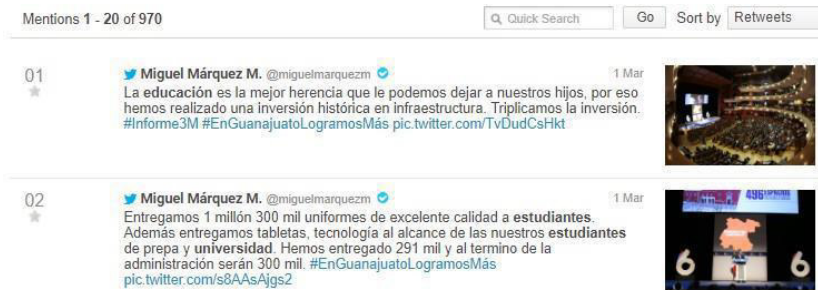 Mentions 1 - 20 of 970
Quick Search
Go
Sort by
Retweets
01
Miguel Márquez M. @miguelmarquezm
1 Mar
La educación es la mejor herencia que le podemos dejar a nuestros hijos, por eso
hemos realizado una inversión histórica en infraestructura. Triplicamos la inversión.
#Informe3M #EnGuanajuatoLogramosMás pic.twitter.com/TvDudCsHkt
02
Miguel Márquez M. @miguelmarquezm
1 Mar
Entregamos 1 millón 300 mil uniformes de excelente calidad a estudiantes.
Además entregamos tabletas, tecnología al alcance de las nuestros estudiantes
de prepa y universidad. Hemos entregado 291 mil y al termino de la
administración serán 300 mil. #EnGuanajuatoLogramosMás
pic.twitter.com/s8AAsAjgs2
496
6
6